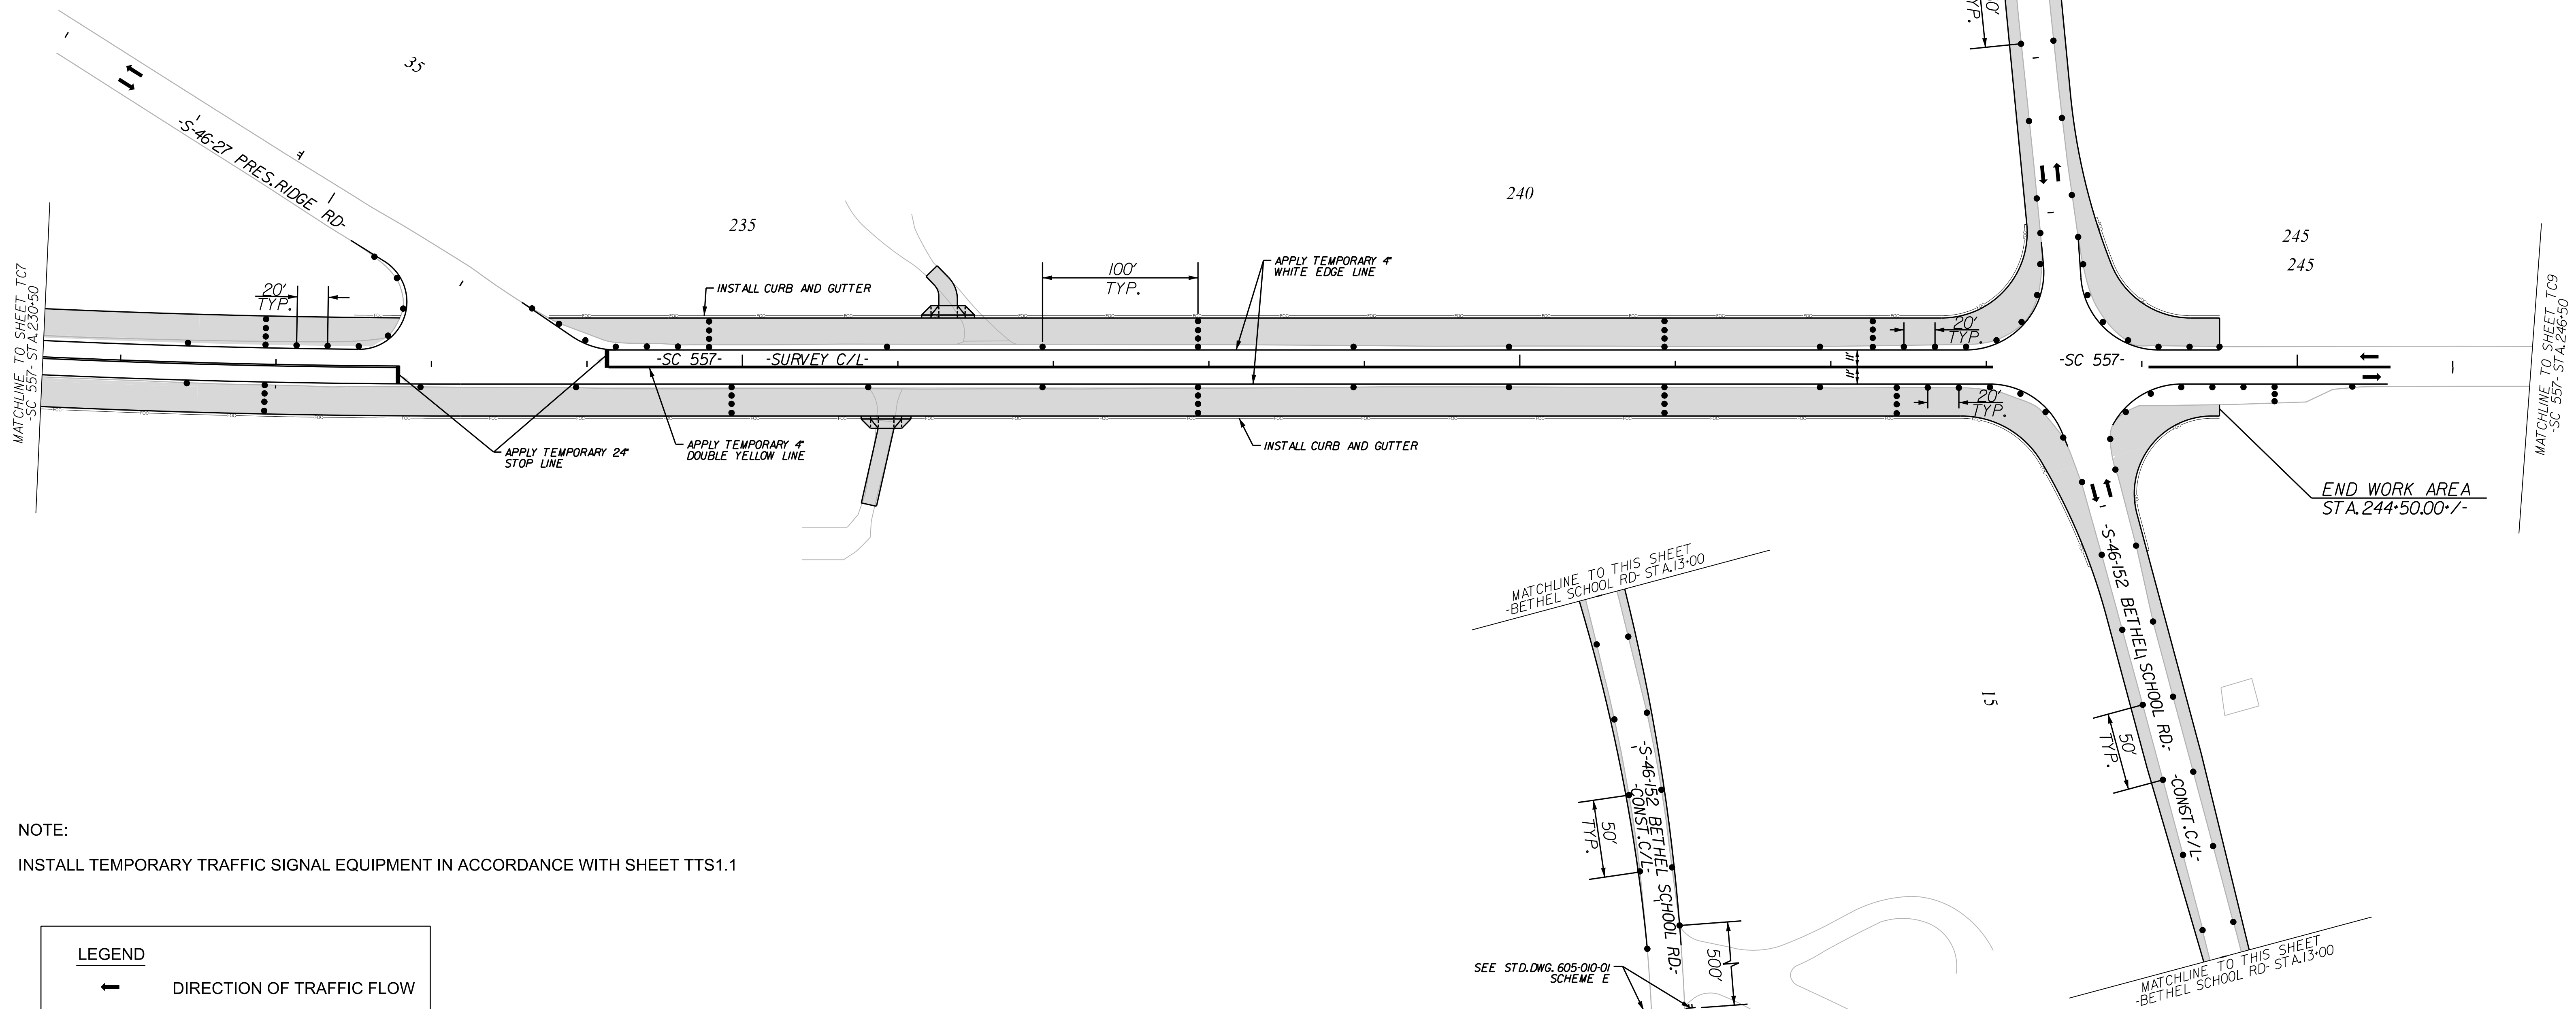 0'
YP.
35
-S-46-27 PRES. RIDGE RD-
MATCHLINE TO SHEET TC7
-SC 557- STA. 230+50
20'
TYP.
235
INSTALL CURB AND GUTTER
100'
TYP.
240
APPLY TEMPORARY 4"
WHITE EDGE LINE
20'
TYP.
245
245
MATCHLINE TO SHEET TC9
-SC 557- STA. 246+50
-SC 557-
-SURVEY C/L-
11'
11'
-SC 557-
APPLY TEMPORARY 24"
STOP LINE
APPLY TEMPORARY 4"
DOUBLE YELLOW LINE
INSTALL CURB AND GUTTER
20'
TYP.
END WORK AREA
STA. 244+50.00+/-
MATCHLINE TO THIS SHEET
-BETHEL SCHOOL RD- STA. 13+00
-S-46-152 BETHEL SCHOOL RD.-
-CONST. C/L-
50'
TYP.
15
-S-46-152 BETHEL SCHOOL RD.-
-CONST. C/L-
50'
TYP.
500'
SEE STD. DWG. 605-010-01
SCHEME E
MATCHLINE TO THIS SHEET
-BETHEL SCHOOL RD- STA. 13+00
NOTE:
INSTALL TEMPORARY TRAFFIC SIGNAL EQUIPMENT IN ACCORDANCE WITH SHEET TTS1.1
LEGEND
DIRECTION OF TRAFFIC FLOW